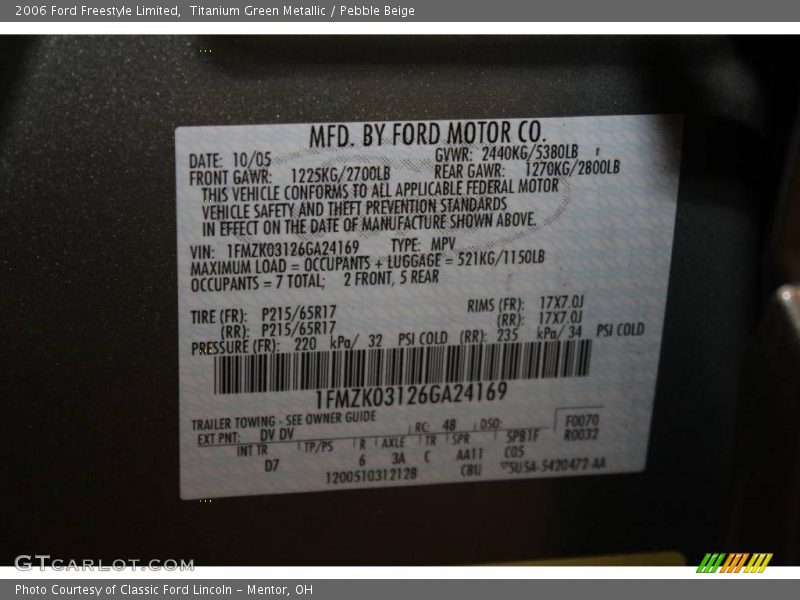 2006 Ford Freestyle Limited, Titanium Green Metallic / Pebble Beige
MFD. BY FORD MOTOR CO.
DATE: 10/05 GVWR: 2440KG/5380LB
FRONT GAWR: 1225KG/2700LB REAR GAWR: 1270KG/2800LB
THIS VEHICLE CONFORMS TO ALL APPLICABLE FEDERAL MOTOR
VEHICLE SAFETY AND THEFT PREVENTION STANDARDS
IN EFFECT ON THE DATE OF MANUFACTURE SHOWN ABOVE.
VIN: 1FMZK03126GA24169 TYPE: MPV
MAXIMUM LOAD = OCCUPANTS + LUGGAGE = 521KG/1150LB
OCCUPANTS = 7 TOTAL; 2 FRONT, 5 REAR
TIRE (FR): P215/65R17 RIMS (FR): 17X7.0J
(RR): P215/65R17 (RR): 17X7.0J
PRESSURE (FR): 220 kPa/ 32 PSI COLD (RR): 235 kPa/ 34 PSI COLD
1FMZK03126GA24169
TRAILER TOWING - SEE OWNER GUIDE
EXT PNT: DV DV RC: 48 DSO: F0070
INT TR TP/PS R AXLE TR SPR SPB1F R0032
D7 6 3A C AA11 C05
1200510312128 CBU 5U5A-5420472-AA
GTCARLOT.COM
Photo Courtesy of Classic Ford Lincoln - Mentor, OH